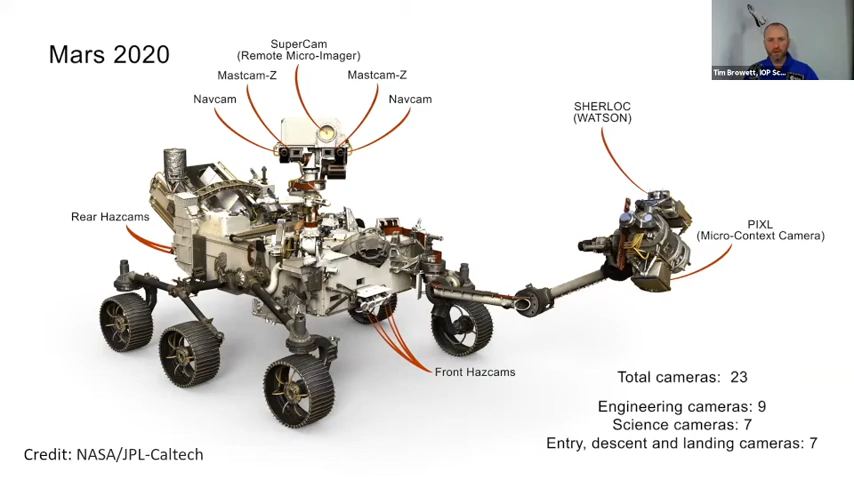 Mars 2020
SuperCam
(Remote Micro-Imager)
Mastcam-Z
Mastcam-Z
Navcam
Navcam
SHERLOC
(WATSON)
Tim Browett, IOP Sc...
Rear Hazcams
PIXL
(Micro-Context Camera)
Front Hazcams
Total cameras: 23
Engineering cameras: 9
Science cameras: 7
Entry, descent and landing cameras: 7
Credit: NASA/JPL-Caltech